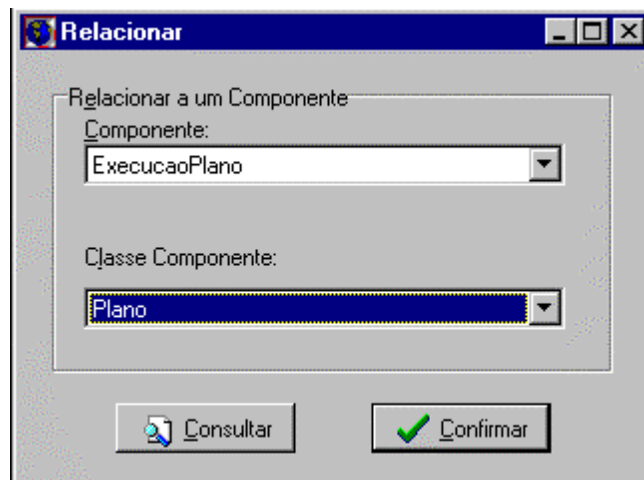 Relacionar
Relacionar a um Componente
Componente:
ExecucaoPlano
Classe Componente:
Plano
Consultar
Confirmar